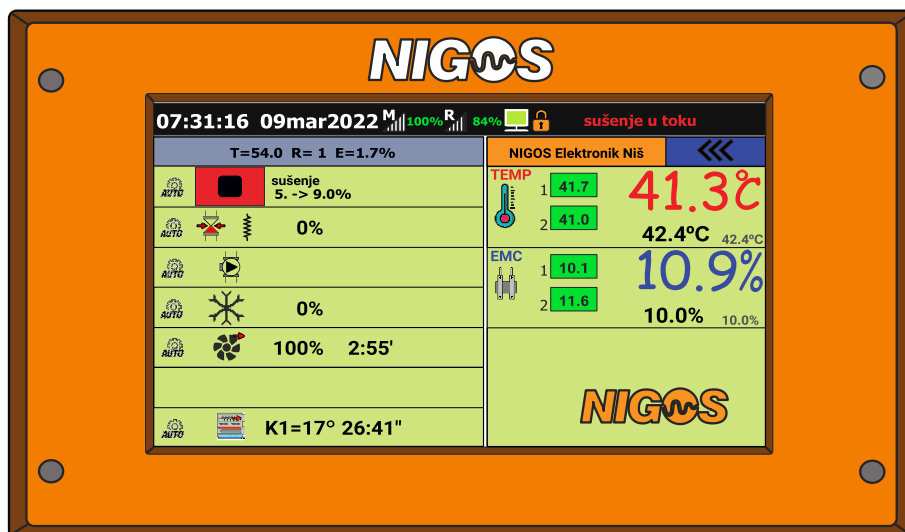 NIGOS
07:31:16 09mar2022 M 100% R 84% sušenje u toku
T=54.0 R= 1 E=1.7%
AUTO sušenje
5. -> 9.0%
AUTO 0%
AUTO
AUTO 0%
AUTO 100% 2:55'
AUTO K1=17° 26:41"
NIGOS Elektronik Niš
TEMP 1 41.7 41.3°C
2 41.0 42.4ºC 42.4ºC
EMC 1 10.1 10.9%
2 11.6 10.0% 10.0%
NIGOS